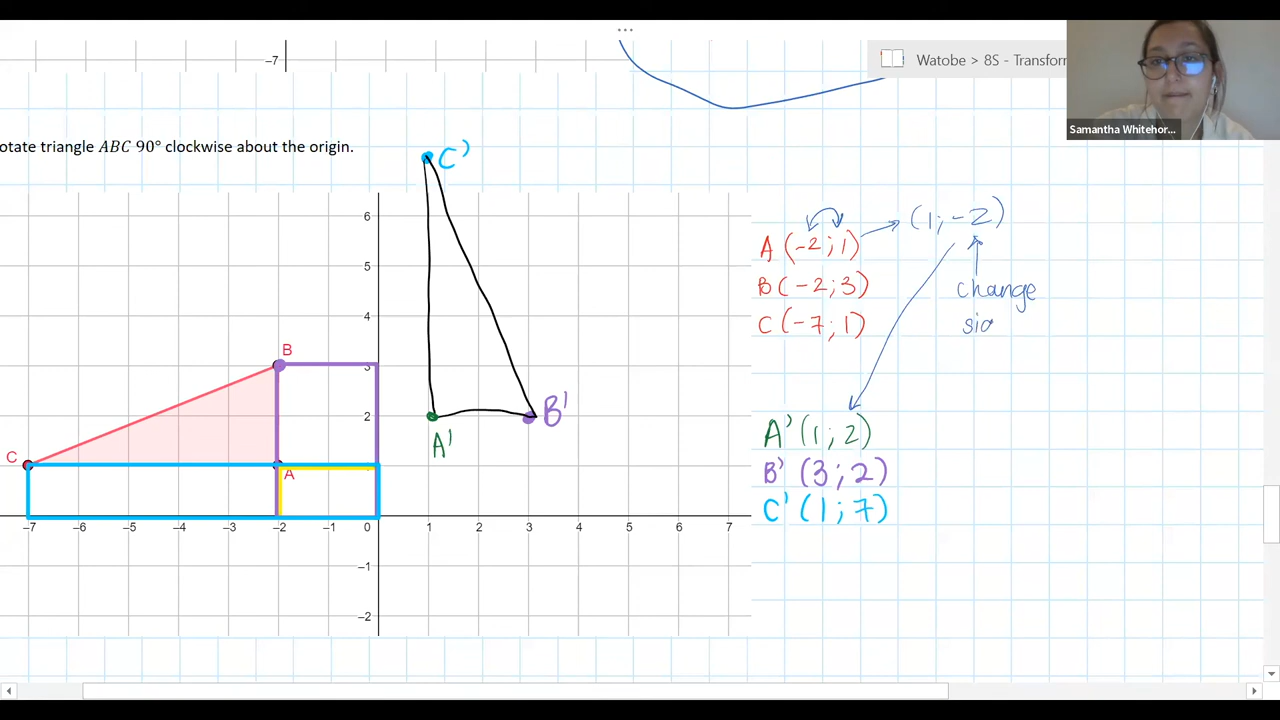 ...
-7
Watobe > 8S - Transform
Samantha Whitehor...
otate triangle ABC 90° clockwise about the origin.
C'
6
5
4
3
2
B
A
C
A'
B'
-7 -6 -5 -4 -3 -2 0 1 2 3 4 5 6 7
-1
-2
A (-2 ; 1)
(1 ; -2)
B (-2 ; 3)
C (-7 ; 1)
change
sig
A' (1 ; 2)
B' (3 ; 2)
C' (1 ; 7)